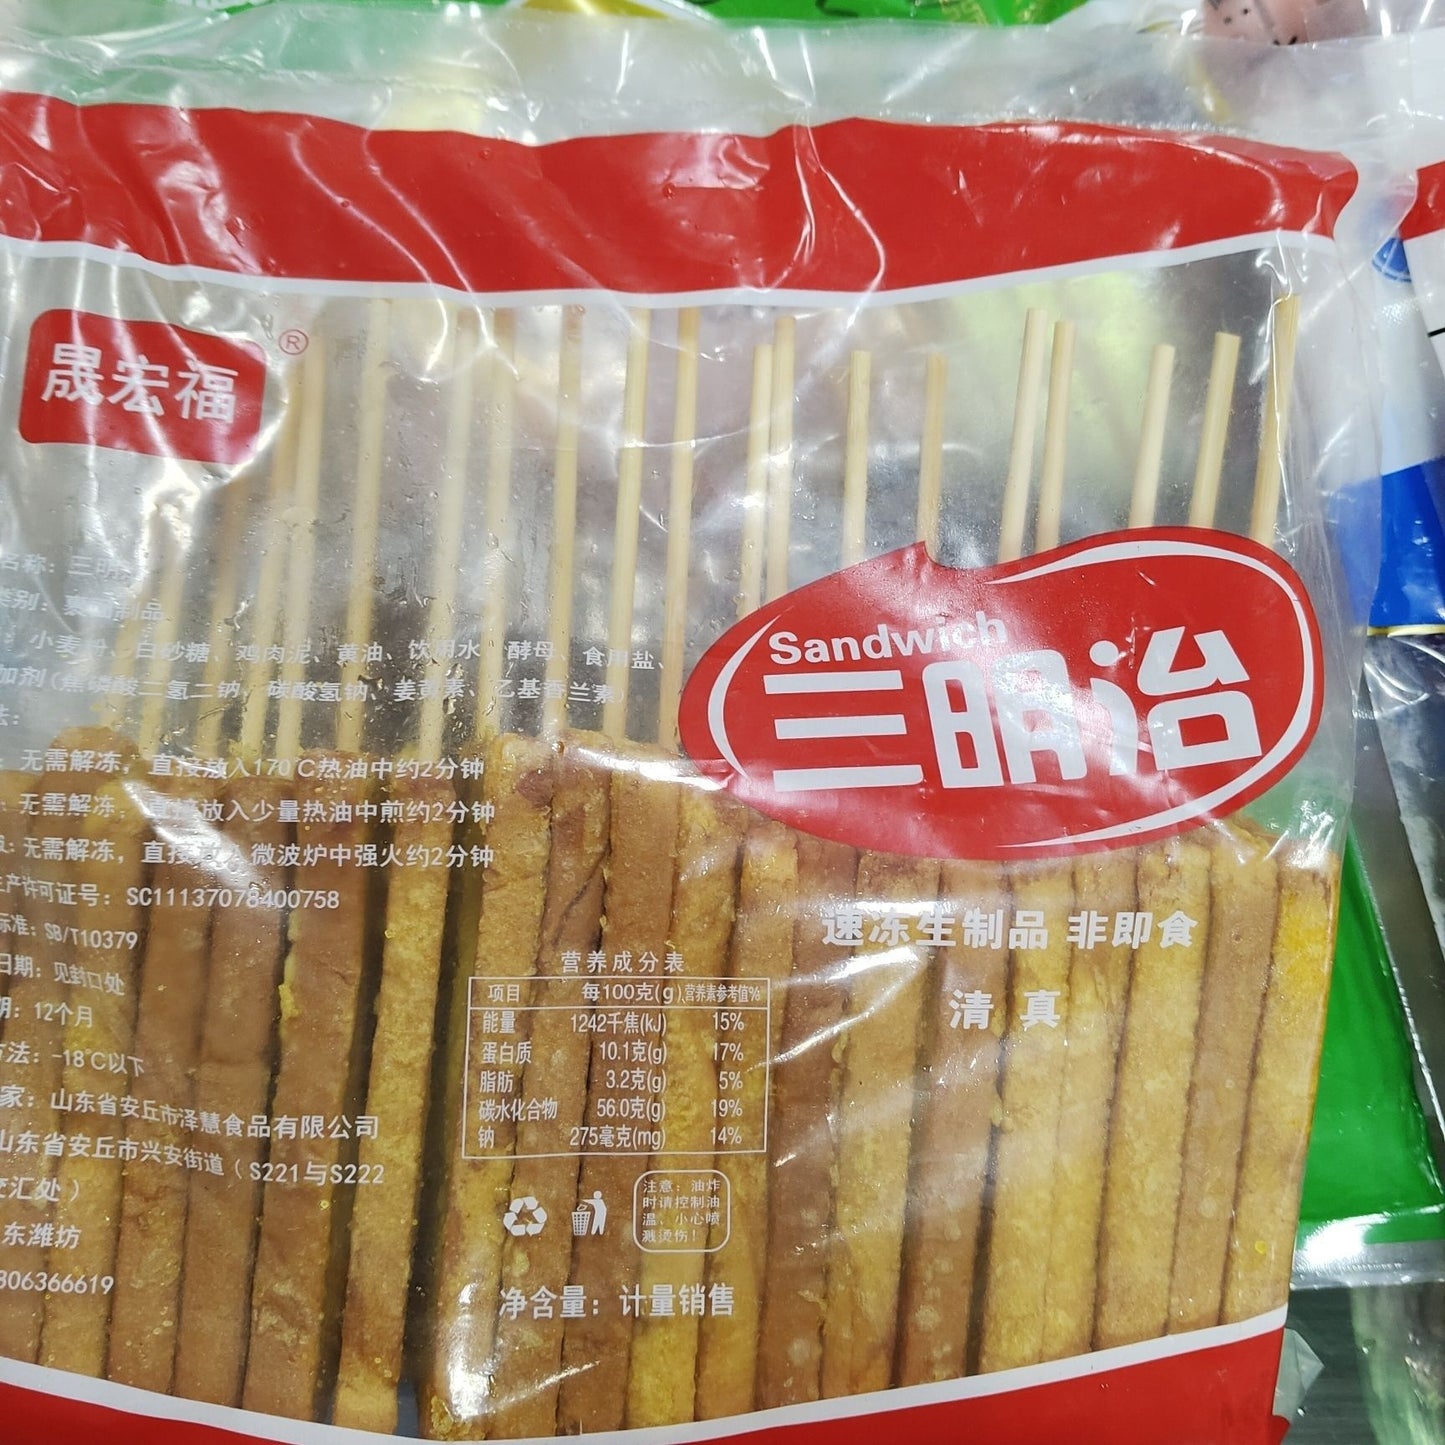 晟宏福®
名称：三明
类别：
小麦粉、白砂糖、鸡肉泥、黄油、饮用水、酵母、食用盐、
加剂(焦磷酸二氢二钠、碳酸氢钠、姜黄素、乙基香兰素)
法：
无需解冻，直接放入170℃热油中约2分钟
：无需解冻，直接放入少量热油中煎约2分钟
：无需解冻，直接放入微波炉中强火约2分钟
产许可证号：SC11137078400758
标准：SB/T10379
日期：见封口处
期：12个月
方法：-18℃以下
家：山东省安丘市泽慧食品有限公司
山东省安丘市兴安街道（S221与S222
交汇处）
东潍坊
806366619
Sandwich
三明治
速冻生制品 非即食
清真
营养成分表
项目 每100克(g) 营养素参考值%
能量 1242千焦(kJ) 15%
蛋白质 10.1克(g) 17%
脂肪 3.2克(g) 5%
碳水化合物 56.0克(g) 19%
钠 275毫克(mg) 14%
注意：油炸
时请控制油
温、小心喷
溅烫伤！
净含量：计量销售